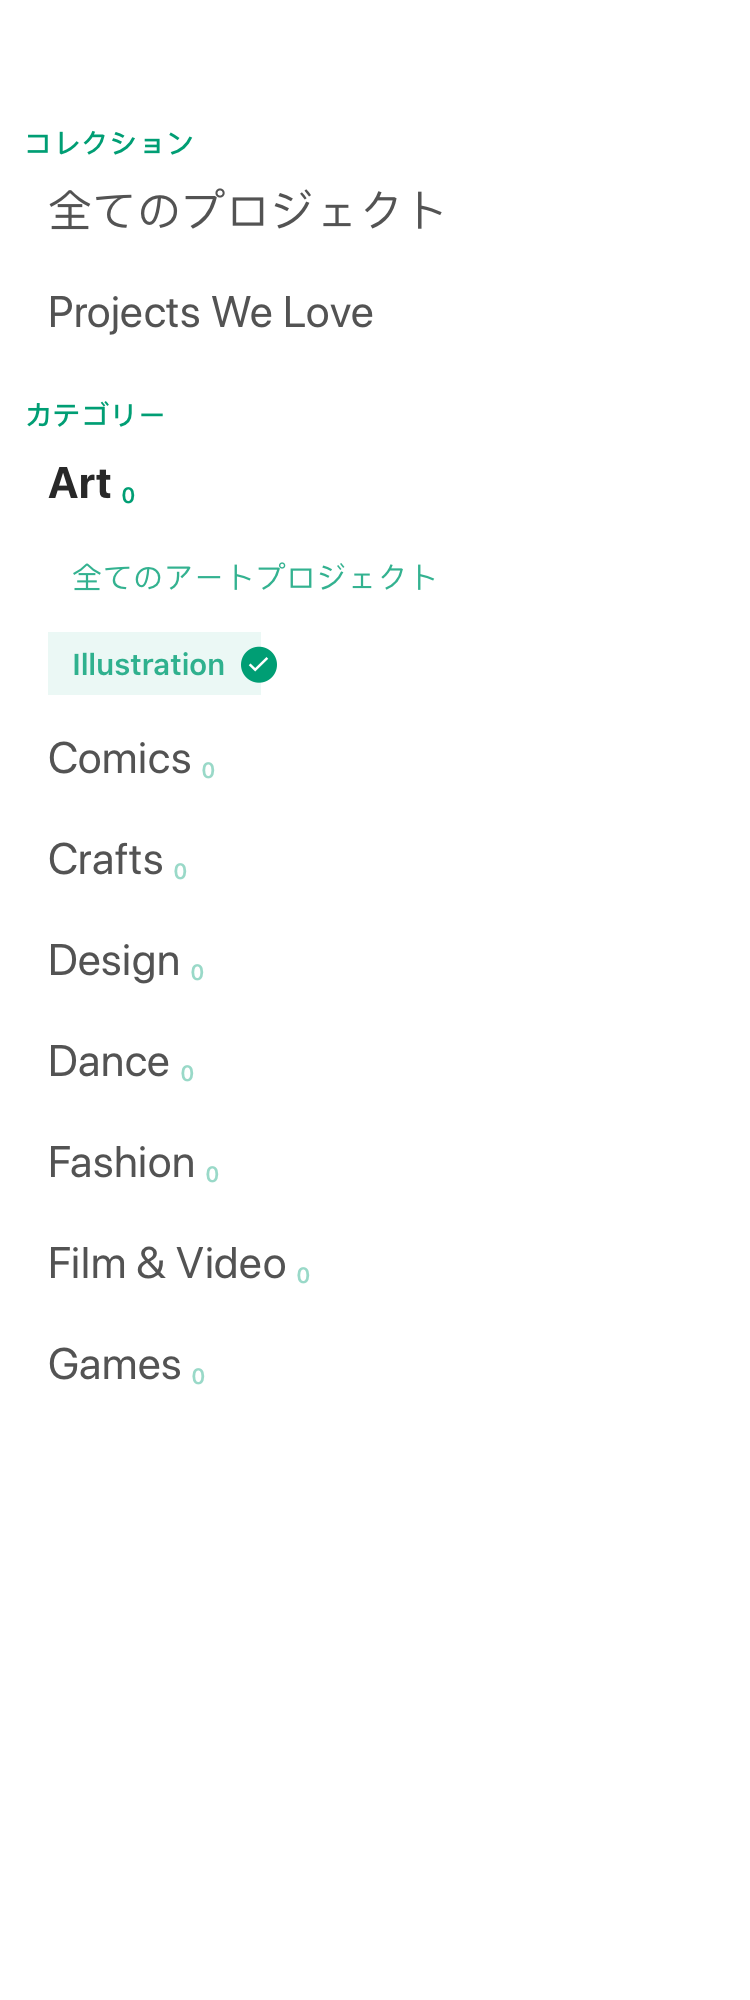 コレクション
全てのプロジェクト
Projects We Love
カテゴリー
Art 0
全てのアートプロジェクト
Illustration
Comics 0
Crafts 0
Design 0
Dance 0
Fashion 0
Film & Video 0
Games 0